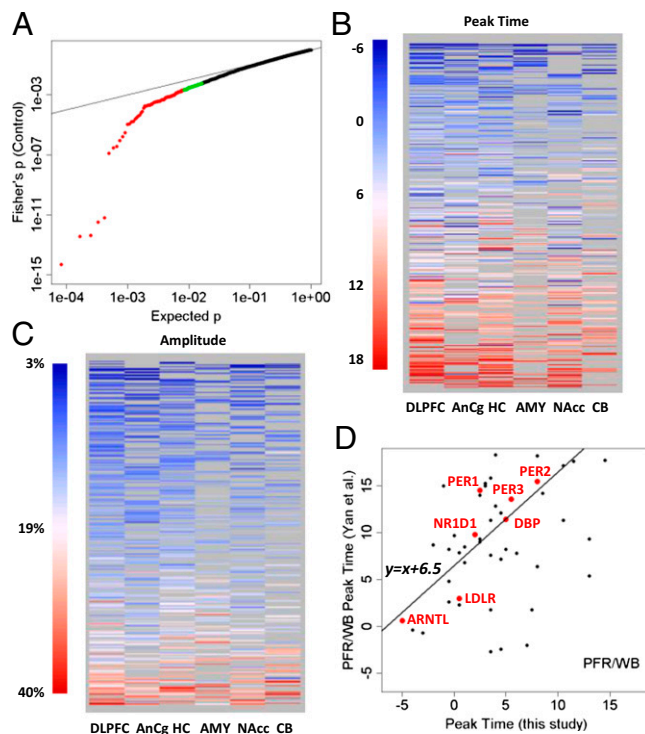 A
Fisher's p (Control)
1e-03
1e-07
1e-11
1e-15
1e-04 1e-03 1e-02 1e-01 1e+00
Expected p
B
Peak Time
-6
0
6
12
18
DLPFC AnCg HC AMY NAcc CB
C
Amplitude
3%
19%
40%
DLPFC AnCg HC AMY NAcc CB
D
PFR/WB Peak Time (Yan et al.)
15
10
5
0
-5
PER1
PER2
PER3
NR1D1
DBP
y=x+6.5
LDLR
ARNTL
PFR/WB
-5 0 5 10 15
Peak Time (this study)